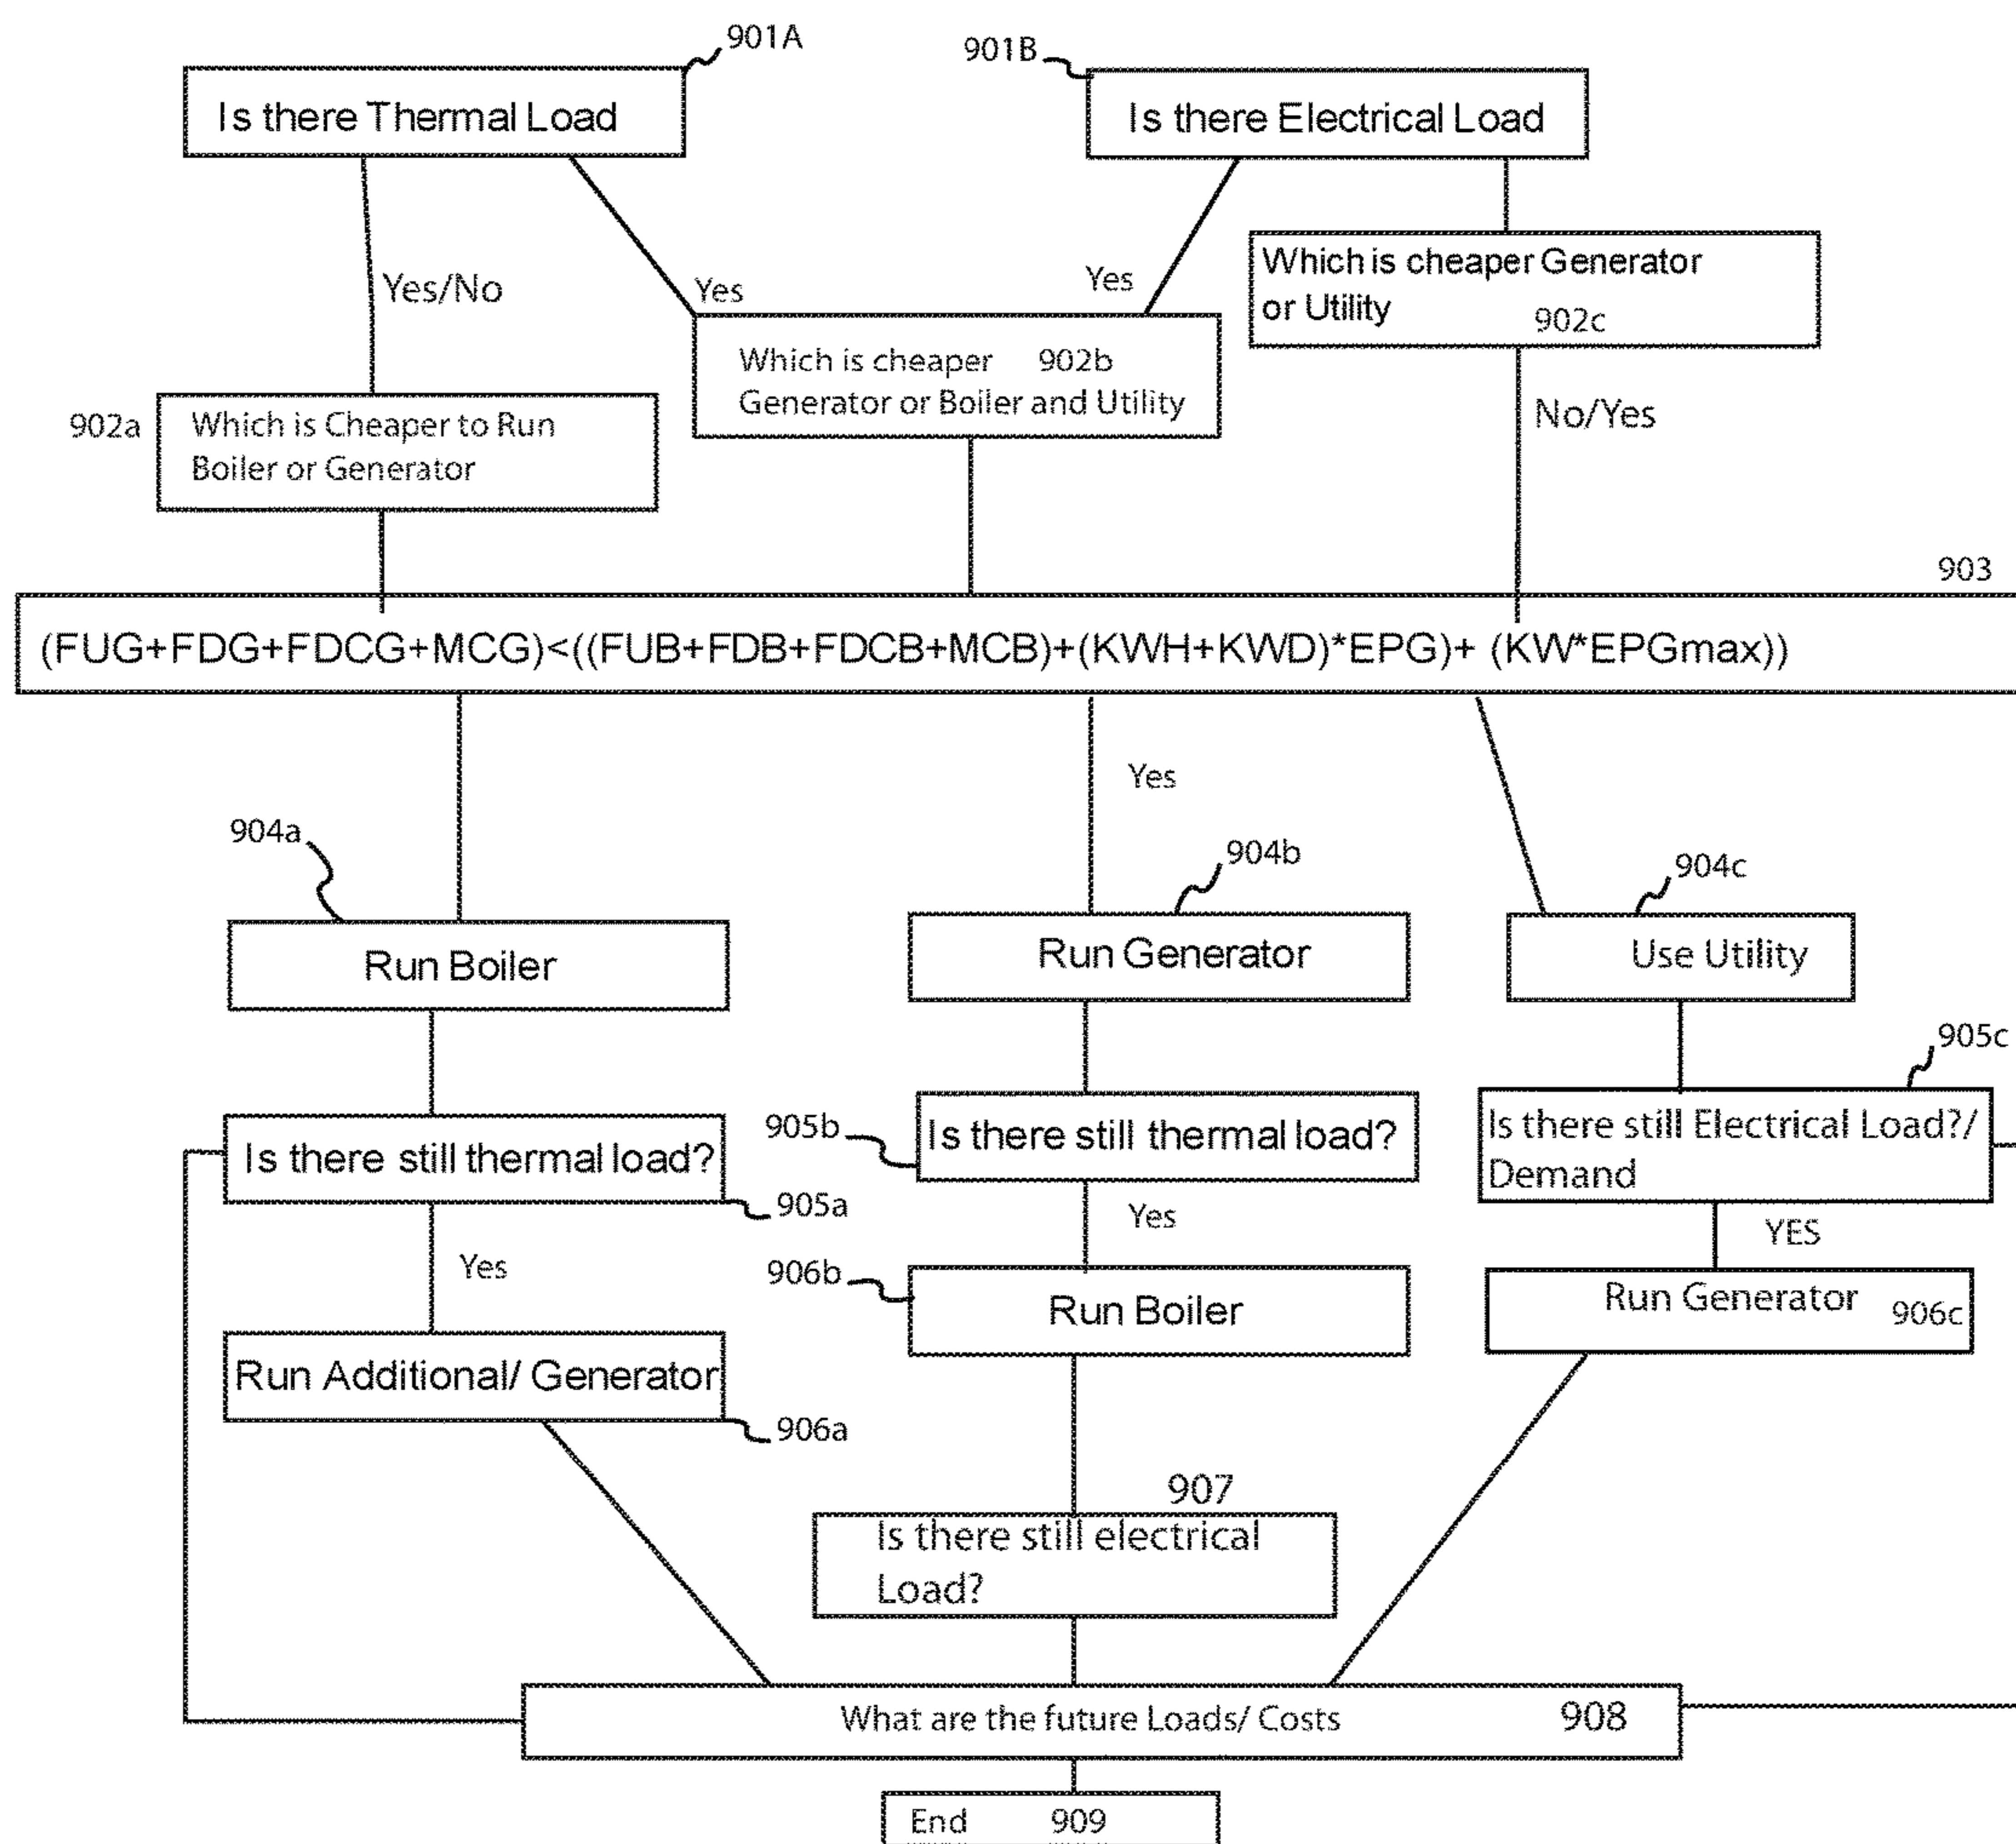 901A
901B
Is there Thermal Load
Is there Electrical Load
Yes/No
Yes
Yes
Which is cheaper Generator
or Utility
902c
Which is cheaper 902b
Generator or Boiler and Utility
902a
Which is Cheaper to Run
Boiler or Generator
No/Yes
903
(FUG+FDG+FDCG+MCG)<((FUB+FDB+FDCB+MCB)+(KWH+KWD)*EPG)+ (KW*EPGmax))
Yes
904a
904b
904c
Run Boiler
Run Generator
Use Utility
905c
Is there still thermal load?
905a
905b
Is there still thermal load?
Is there still Electrical Load?/
Demand
Yes
Yes
YES
906b
Run Boiler
Run Generator
906c
Run Additional/ Generator
906a
907
Is there still electrical
Load?
What are the future Loads/ Costs 908
End 909